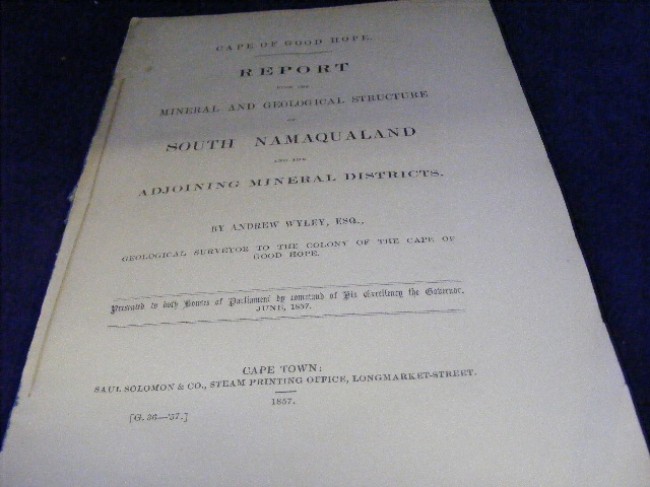 CAPE OF GOOD HOPE.
REPORT
UPON THE
MINERAL AND GEOLOGICAL STRUCTURE
OF
SOUTH NAMAQUALAND
AND THE
ADJOINING MINERAL DISTRICTS.
BY ANDREW WYLEY, ESQ.,
GEOLOGICAL SURVEYOR TO THE COLONY OF THE CAPE OF
GOOD HOPE.
Presented to both Houses of Parliament by command of His Excellency the Governor.
JUNE, 1857.
CAPE TOWN:
SAUL SOLOMON & CO., STEAM PRINTING OFFICE, LONGMARKET-STREET.
1857.
[G. 36—'57.]